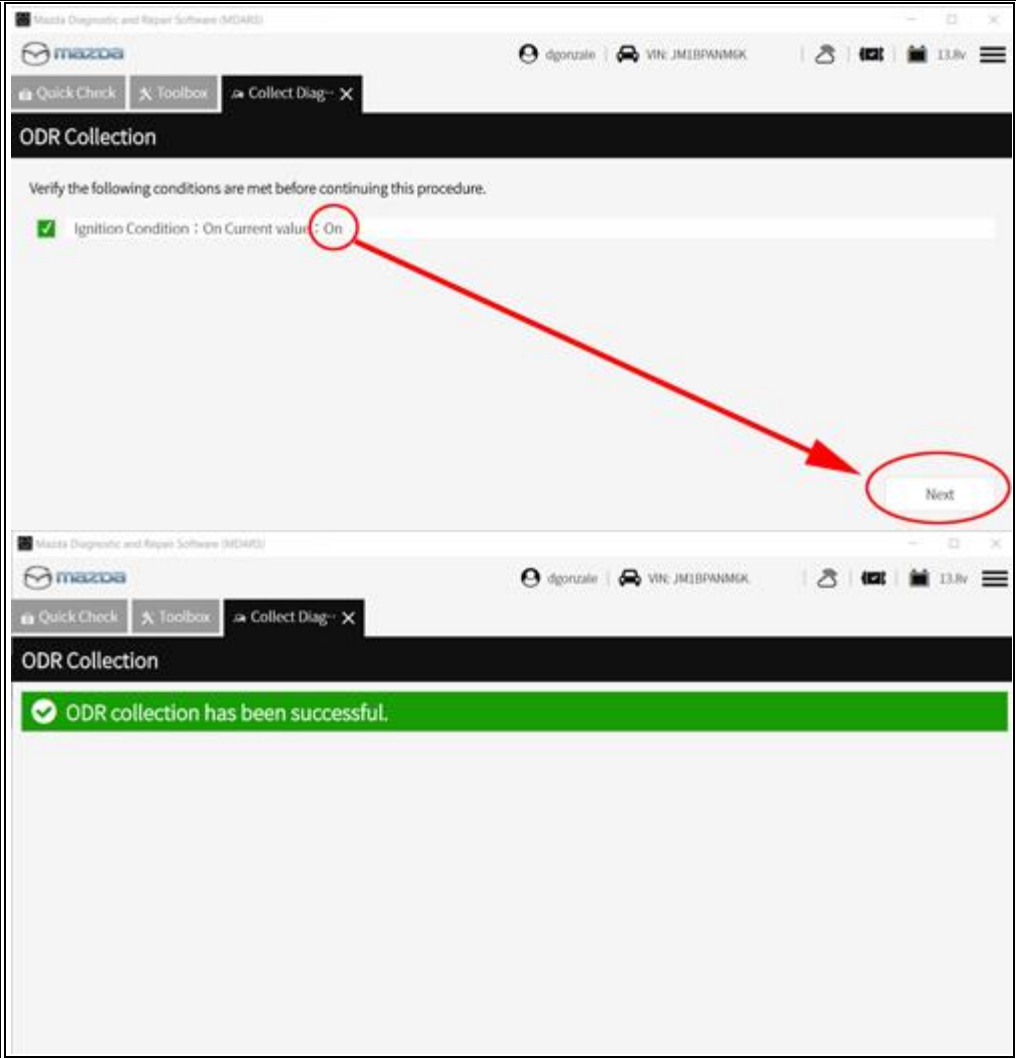 Mazda Diagnostic and Repair Software (MDARS)
mazda
dgonzale VIN: JM1BPANM6K 13.8v
Quick Check Toolbox Collect Diag··
ODR Collection
Verify the following conditions are met before continuing this procedure.
Ignition Condition : On Current value : On
Next
Mazda Diagnostic and Repair Software (MDARS)
mazda
dgonzale VIN: JM1BPANM6K 13.8v
Quick Check Toolbox Collect Diag··
ODR Collection
ODR collection has been successful.